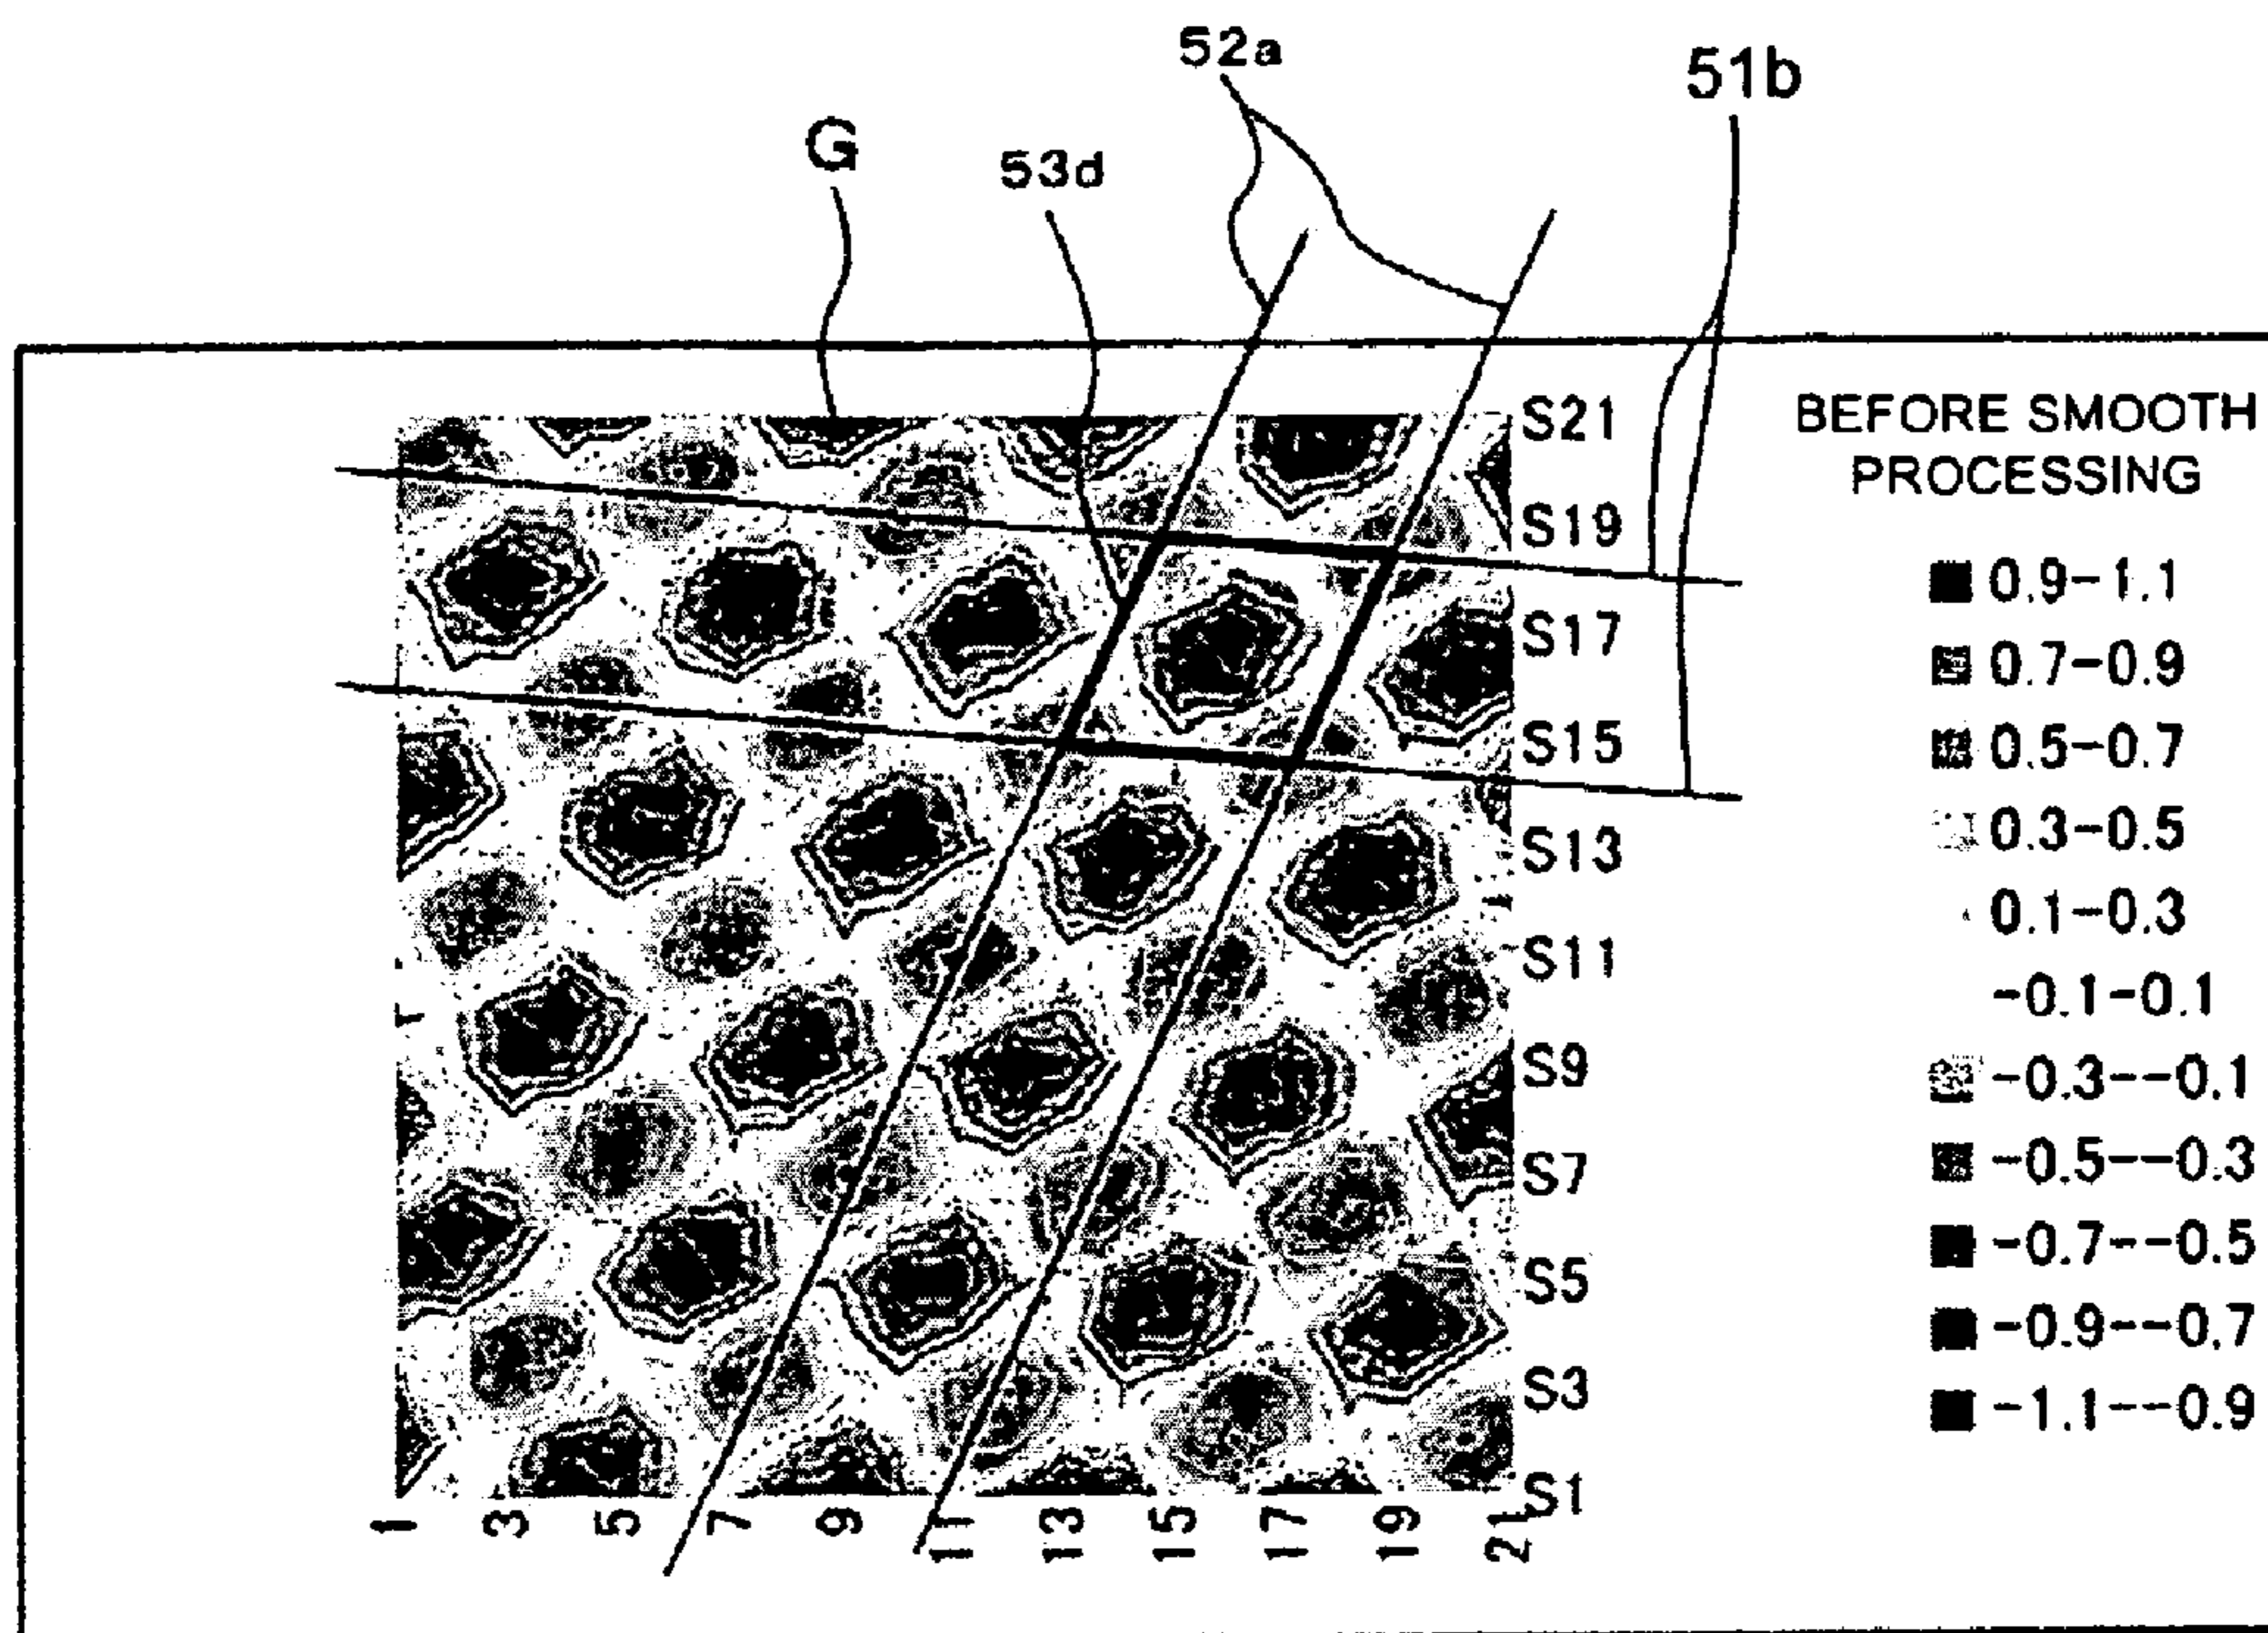 52a
51b
G
53d
S21
S19
S17
S15
S13
S11
S9
S7
S5
S3
S1
1
3
5
7
9
11
13
15
17
19
21
BEFORE SMOOTH
PROCESSING
0.9-1.1
0.7-0.9
0.5-0.7
0.3-0.5
0.1-0.3
-0.1-0.1
-0.3--0.1
-0.5--0.3
-0.7--0.5
-0.9--0.7
-1.1--0.9